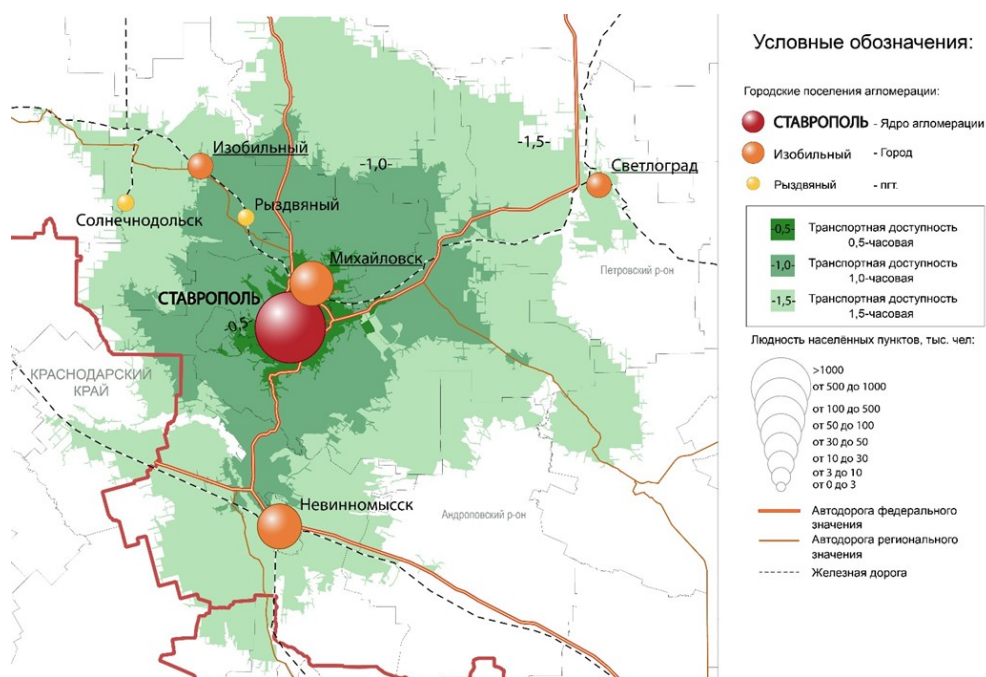 Изобильный
-1,0-
-1,5-
Светлоград
Рыздвяный
Солнечнодольск
Михайловск
Петровский р-он
СТАВРОПОЛЬ
-0,5-
КРАСНОДАРСКИЙ
КРАЙ
Невинномысск
Андроповский р-он
Условные обозначения:
Городские поселения агломерации:
СТАВРОПОЛЬ - Ядро агломерации
Изобильный - Город
Рыздвяный - пгт.
-0,5- Транспортная доступность
0,5-часовая
-1,0- Транспортная доступность
1,0-часовая
-1,5- Транспортная доступность
1,5-часовая
Людность населённых пунктов, тыс. чел:
>1000
от 500 до 1000
от 100 до 500
от 50 до 100
от 30 до 50
от 10 до 30
от 3 до 10
от 0 до 3
Автодорога федерального
значения
Автодорога регионального
значения
Железная дорога